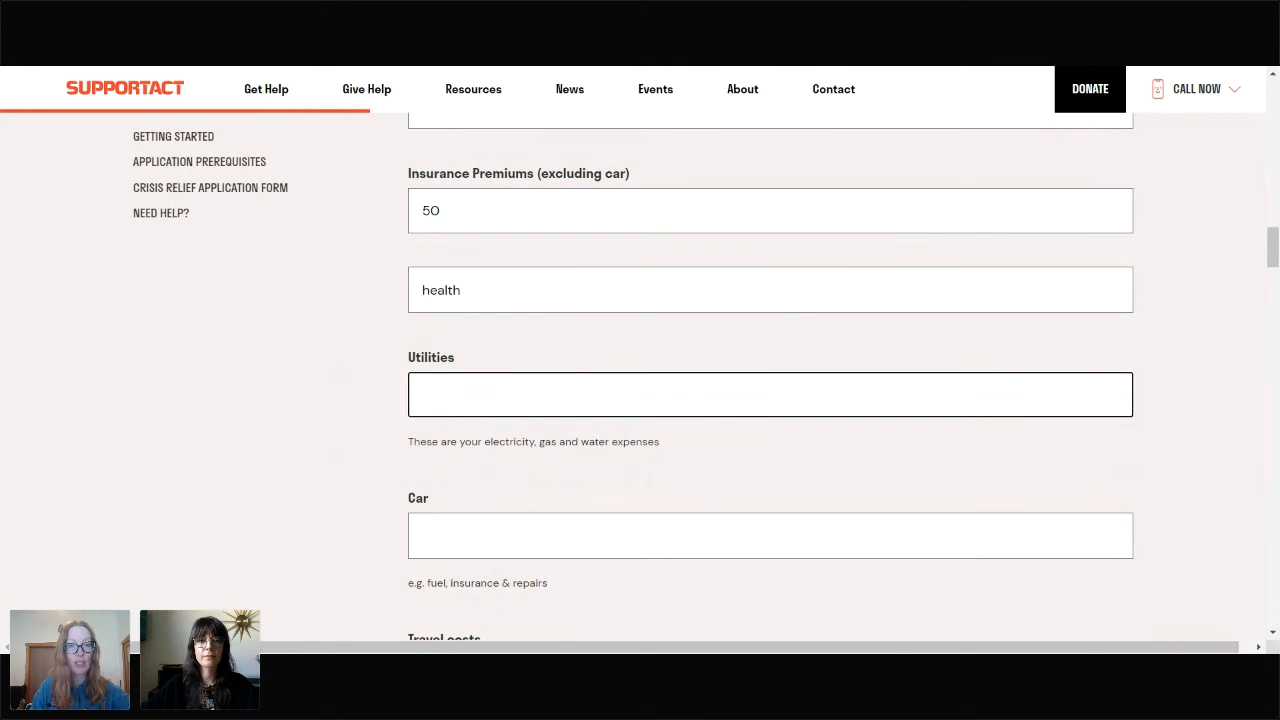 SUPPORTACT
Get Help
Give Help
Resources
News
Events
About
Contact
DONATE
CALL NOW
GETTING STARTED
APPLICATION PREREQUISITES
CRISIS RELIEF APPLICATION FORM
NEED HELP?
Insurance Premiums (excluding car)
50
health
Utilities
These are your electricity, gas and water expenses
Car
e.g. fuel, insurance & repairs
Travel costs